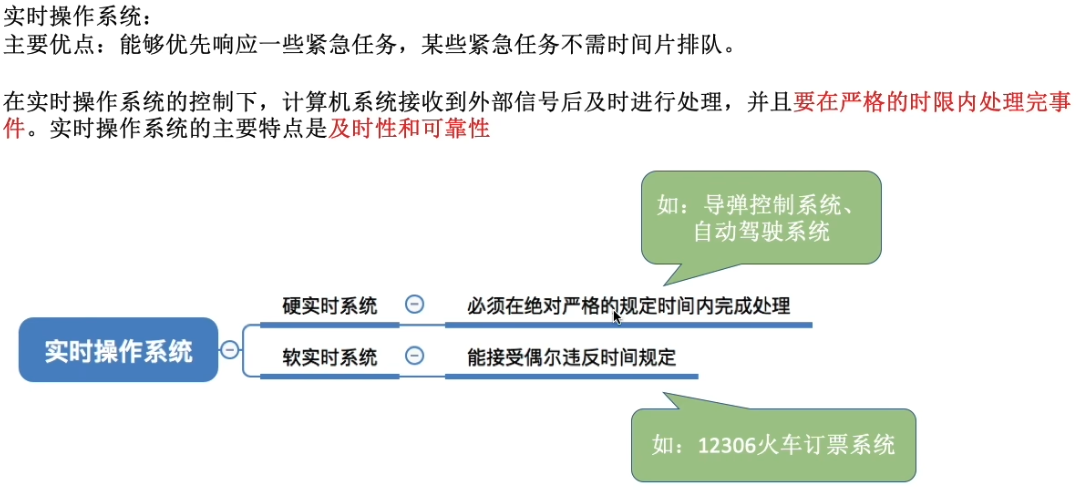 实时操作系统：
主要优点：能够优先响应一些紧急任务，某些紧急任务不需时间片排队。
在实时操作系统的控制下，计算机系统接收到外部信号后及时进行处理，并且要在严格的时限内处理完事
件。实时操作系统的主要特点是及时性和可靠性
如：导弹控制系统、
自动驾驶系统
硬实时系统
必须在绝对严格的规定时间内完成处理
实时操作系统
软实时系统
能接受偶尔违反时间规定
如：12306火车订票系统